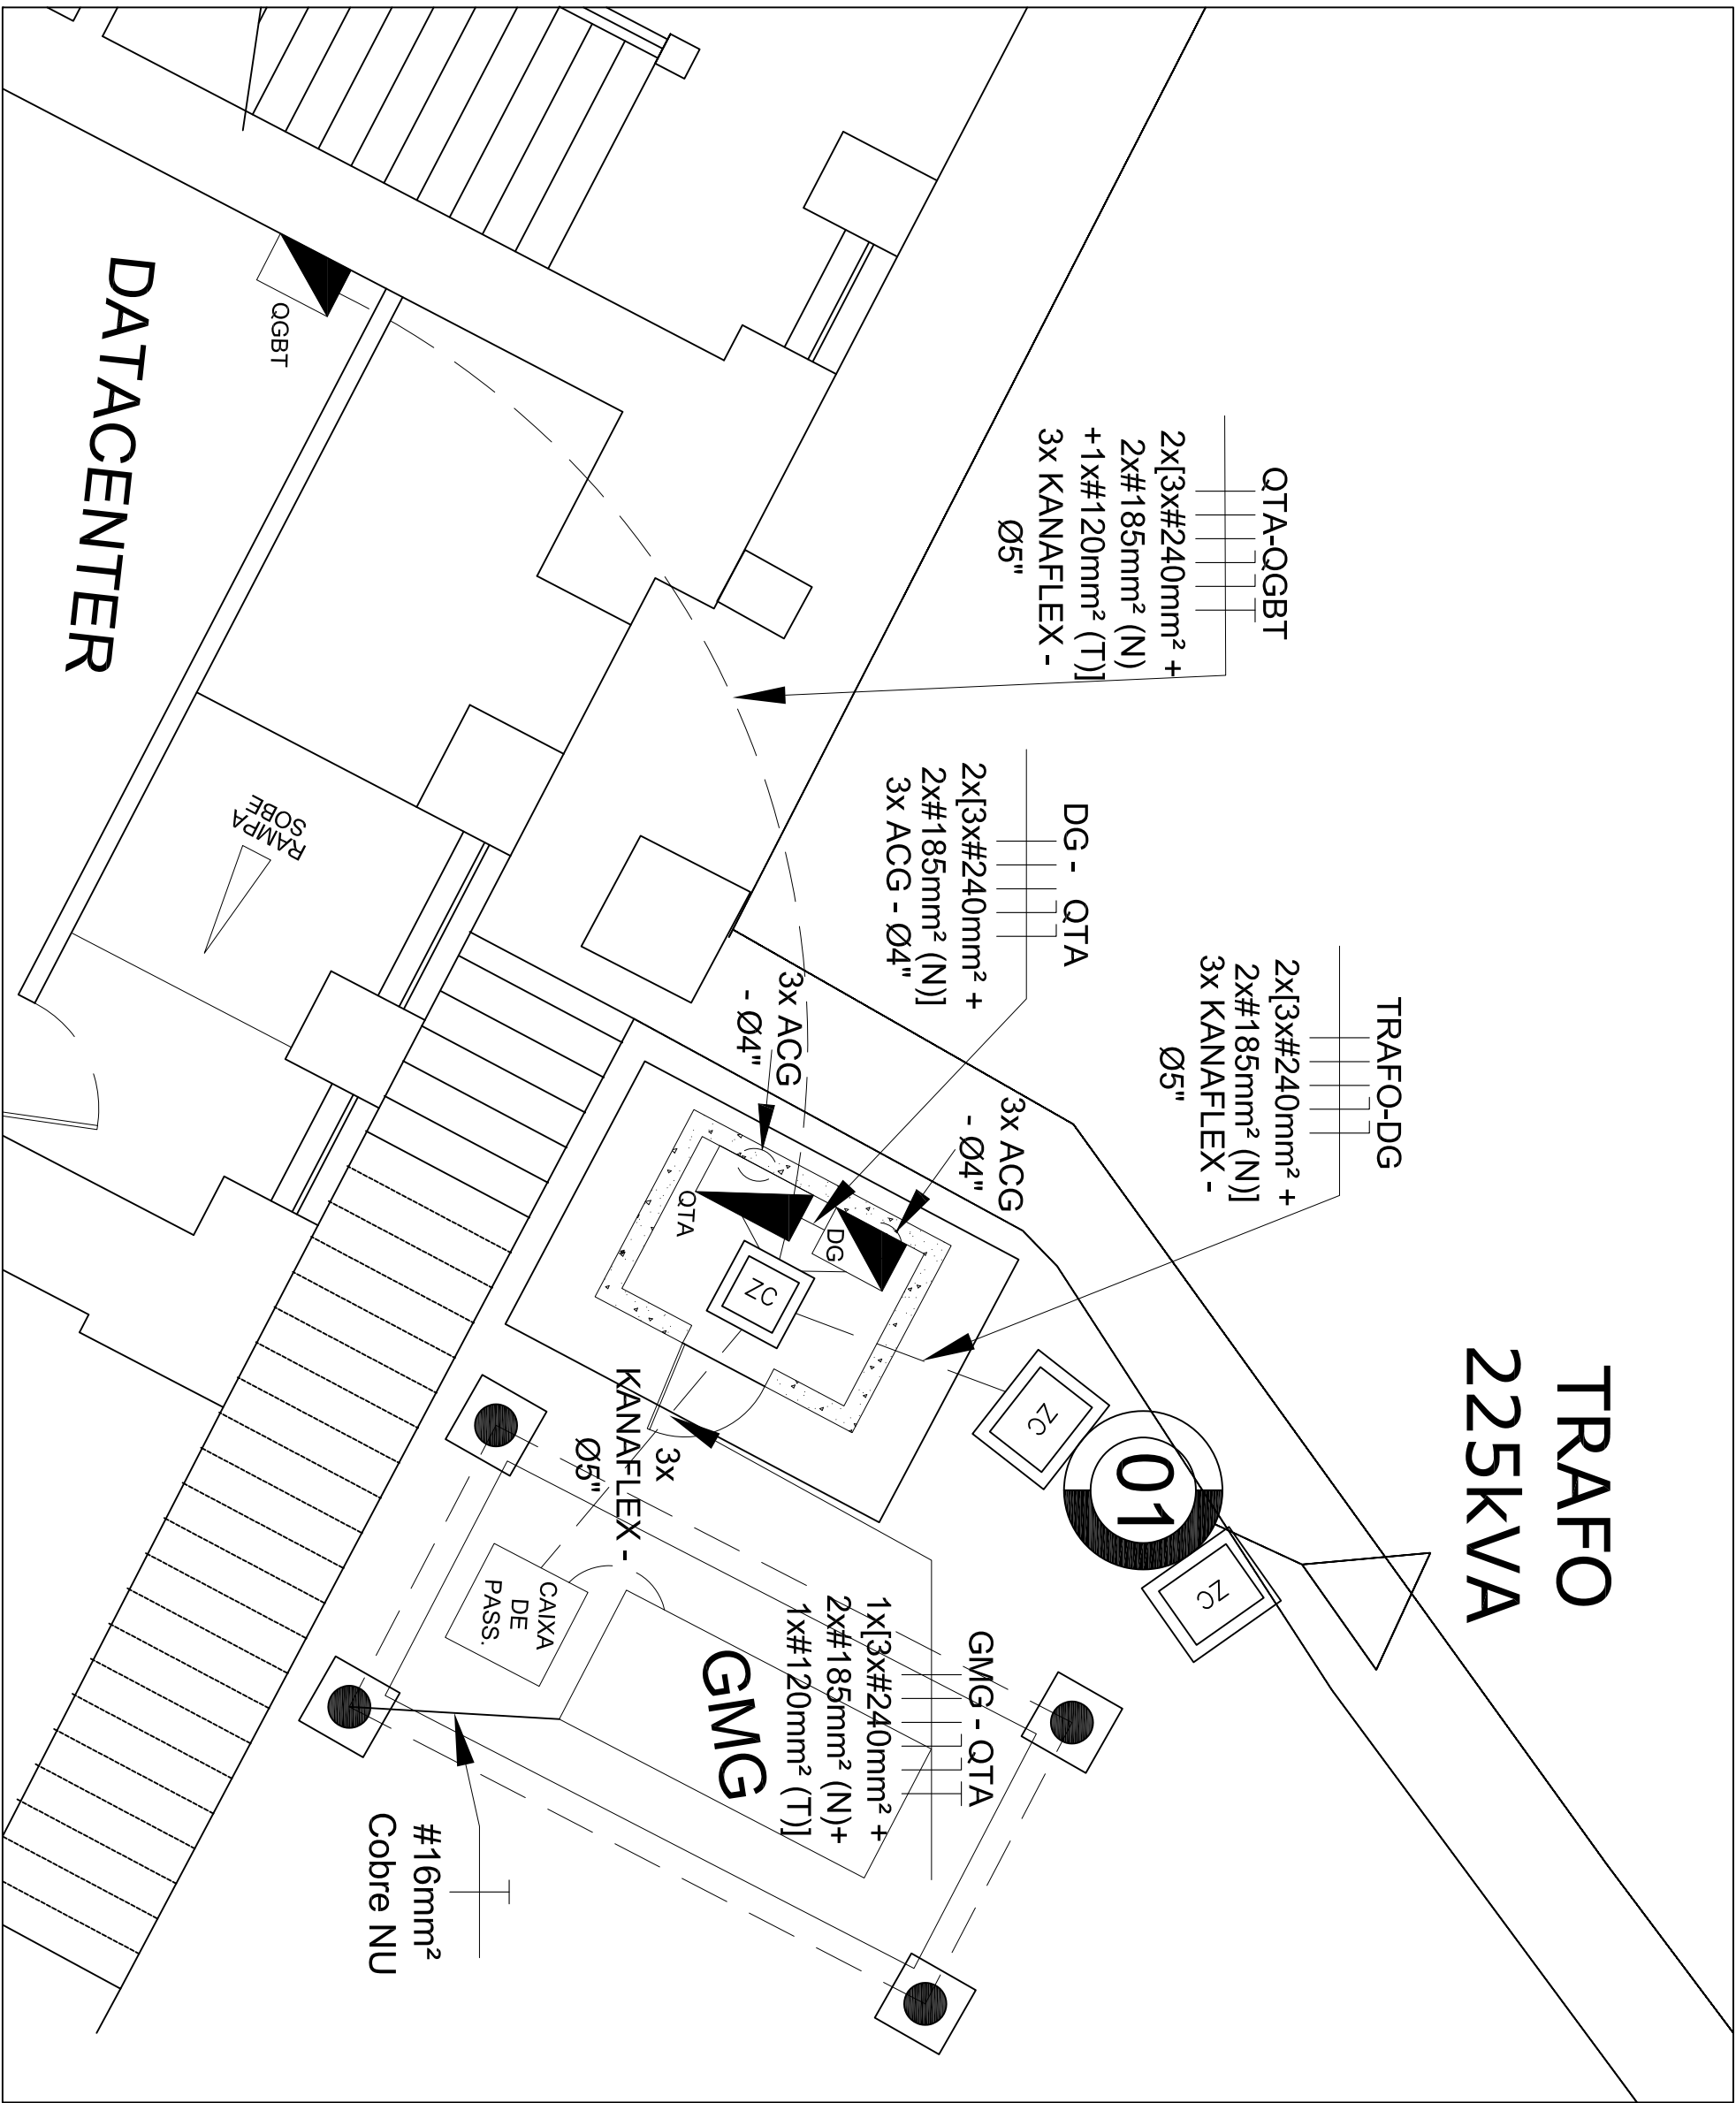 TRAFO
225kVA
QTA-QGBT
2x[3x#240mm² +
2x#185mm² (N)
+1x#120mm² (T)]
3x KANAFLEX -
Ø5"
TRAFO-DG
2x[3x#240mm² +
2x#185mm² (N)]
3x KANAFLEX -
Ø5"
DG - QTA
2x[3x#240mm² +
2x#185mm² (N)]
3x ACG - Ø4"
3x ACG
- Ø4"
3x ACG
- Ø4"
01
ZC
ZC
ZC
DG
QTA
GMG - QTA
1x[3x#240mm² +
2x#185mm² (N)+
1x#120mm² (T)]
GMG
3x
KANAFLEX -
Ø5"
CAIXA
DE
PASS.
#16mm²
Cobre NU
QGBT
RAMPA
SOBE
DATACENTER